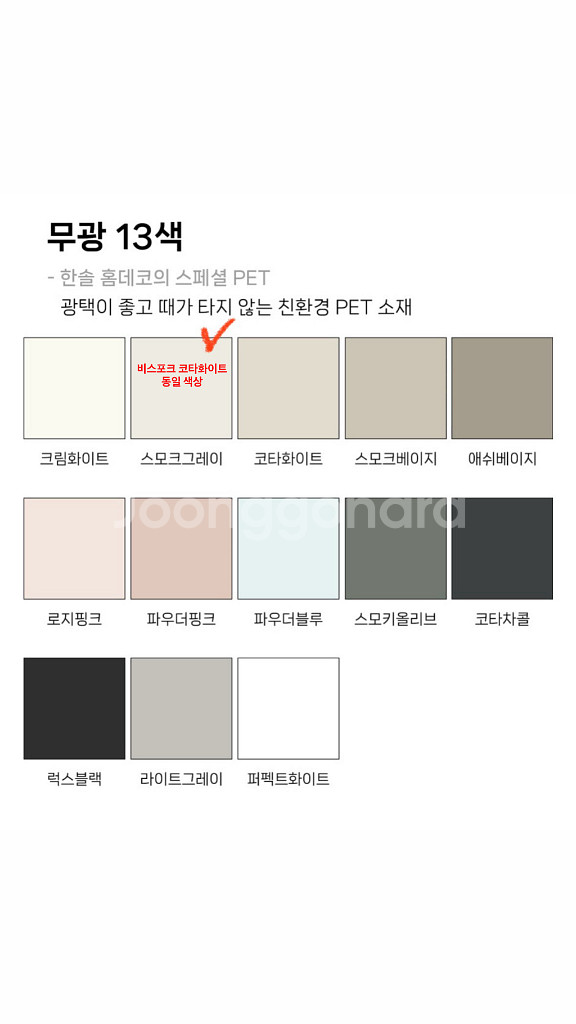 무광 13색
- 한솔 홈데코의 스페셜 PET
광택이 좋고 때가 타지 않는 친환경 PET 소재
비스포크 코타화이트
동일 색상
크림화이트 스모크그레이 코타화이트 스모크베이지 애쉬베이지
Joonggonara
로지핑크 파우더핑크 파우더블루 스모키올리브 코타차콜
럭스블랙 라이트그레이 퍼펙트화이트